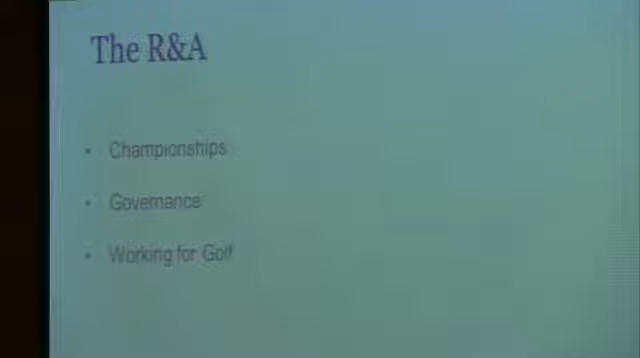 The R&A
• Championships
• Governance
• Working for Golf